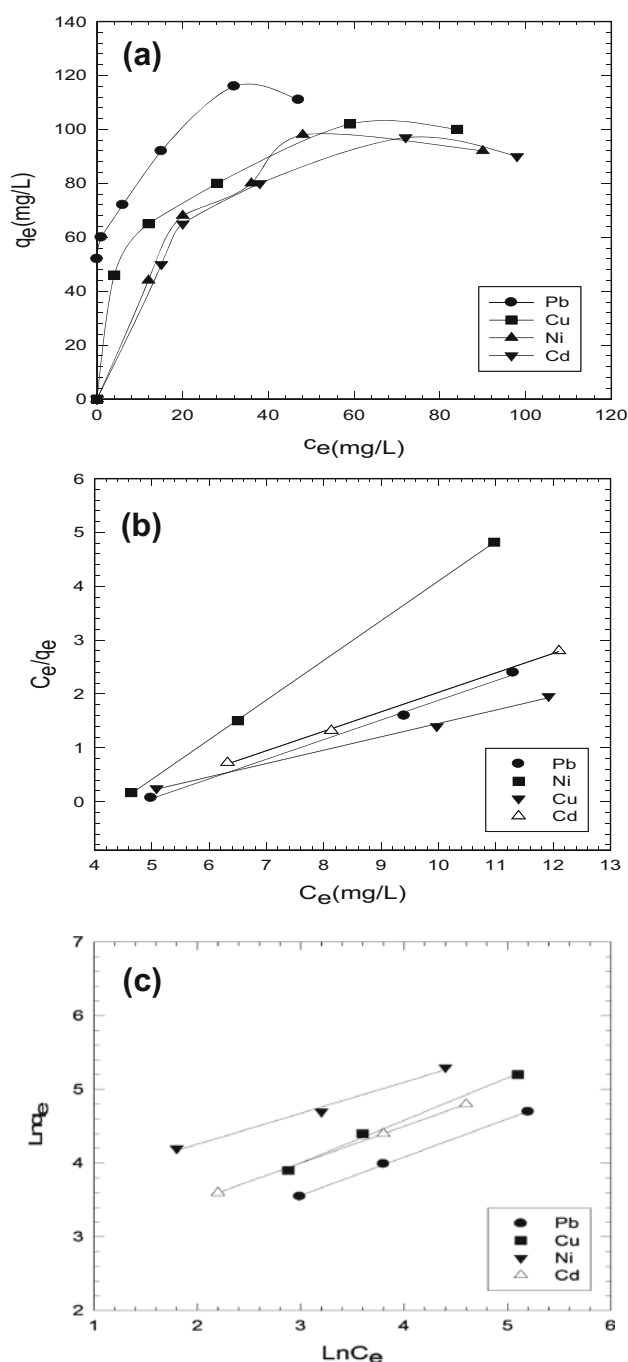 (a)
140
120
100
80
60
40
20
0
qe(mg/L)
Pb
Cu
Ni
Cd
0 20 40 60 80 100 120
ce(mg/L)
(b)
6
5
4
3
2
1
0
Ce/qe
Pb
Ni
Cu
Cd
4 5 6 7 8 9 10 11 12 13
Ce(mg/L)
(c)
7
6
5
4
3
2
Lnqe
Pb
Cu
Ni
Cd
1 2 3 4 5 6
LnCe